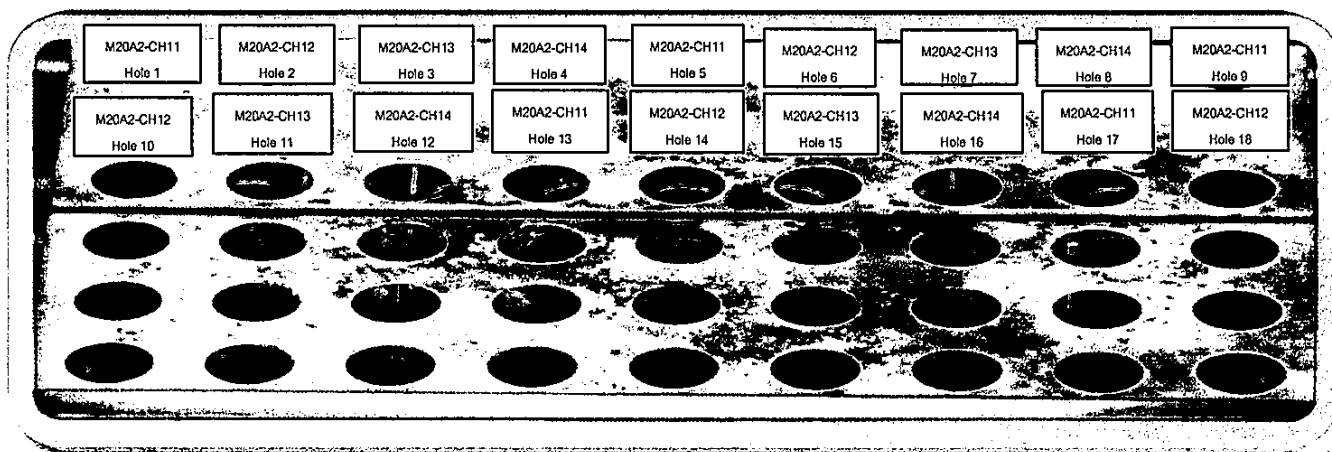 M20A2-CH11
Hole 1
M20A2-CH12
Hole 2
M20A2-CH13
Hole 3
M20A2-CH14
Hole 4
M20A2-CH11
Hole 5
M20A2-CH12
Hole 6
M20A2-CH13
Hole 7
M20A2-CH14
Hole 8
M20A2-CH11
Hole 9
M20A2-CH12
Hole 10
M20A2-CH13
Hole 11
M20A2-CH14
Hole 12
M20A2-CH11
Hole 13
M20A2-CH12
Hole 14
M20A2-CH13
Hole 15
M20A2-CH14
Hole 16
M20A2-CH11
Hole 17
M20A2-CH12
Hole 18